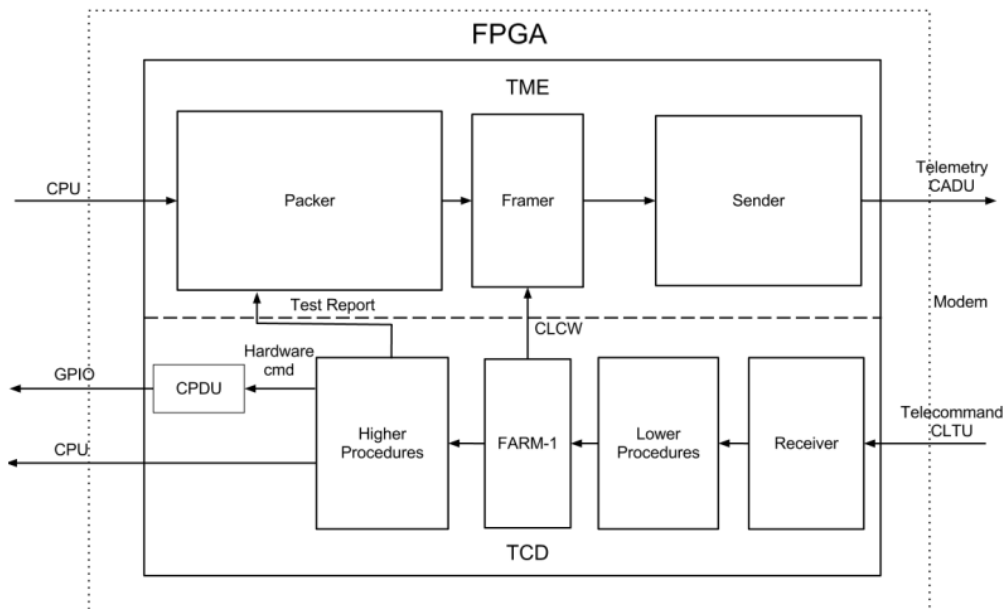 FPGA
TME
CPU
Packer
Framer
Sender
Telemetry
CADU
Test Report
CLCW
Modem
GPIO
CPDU
Hardware
cmd
Higher
Procedures
FARM-1
Lower
Procedures
Receiver
Telecommand
CLTU
CPU
TCD